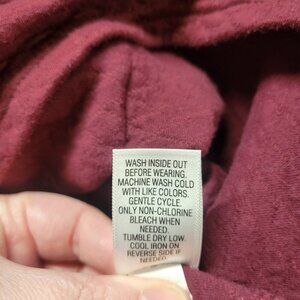 WASH INSIDE OUT
BEFORE WEARING.
MACHINE WASH COLD
WITH LIKE COLORS.
GENTLE CYCLE.
ONLY NON-CHLORINE
BLEACH WHEN
NEEDED.
TUMBLE DRY LOW.
COOL IRON ON
REVERSE SIDE IF
NEEDED